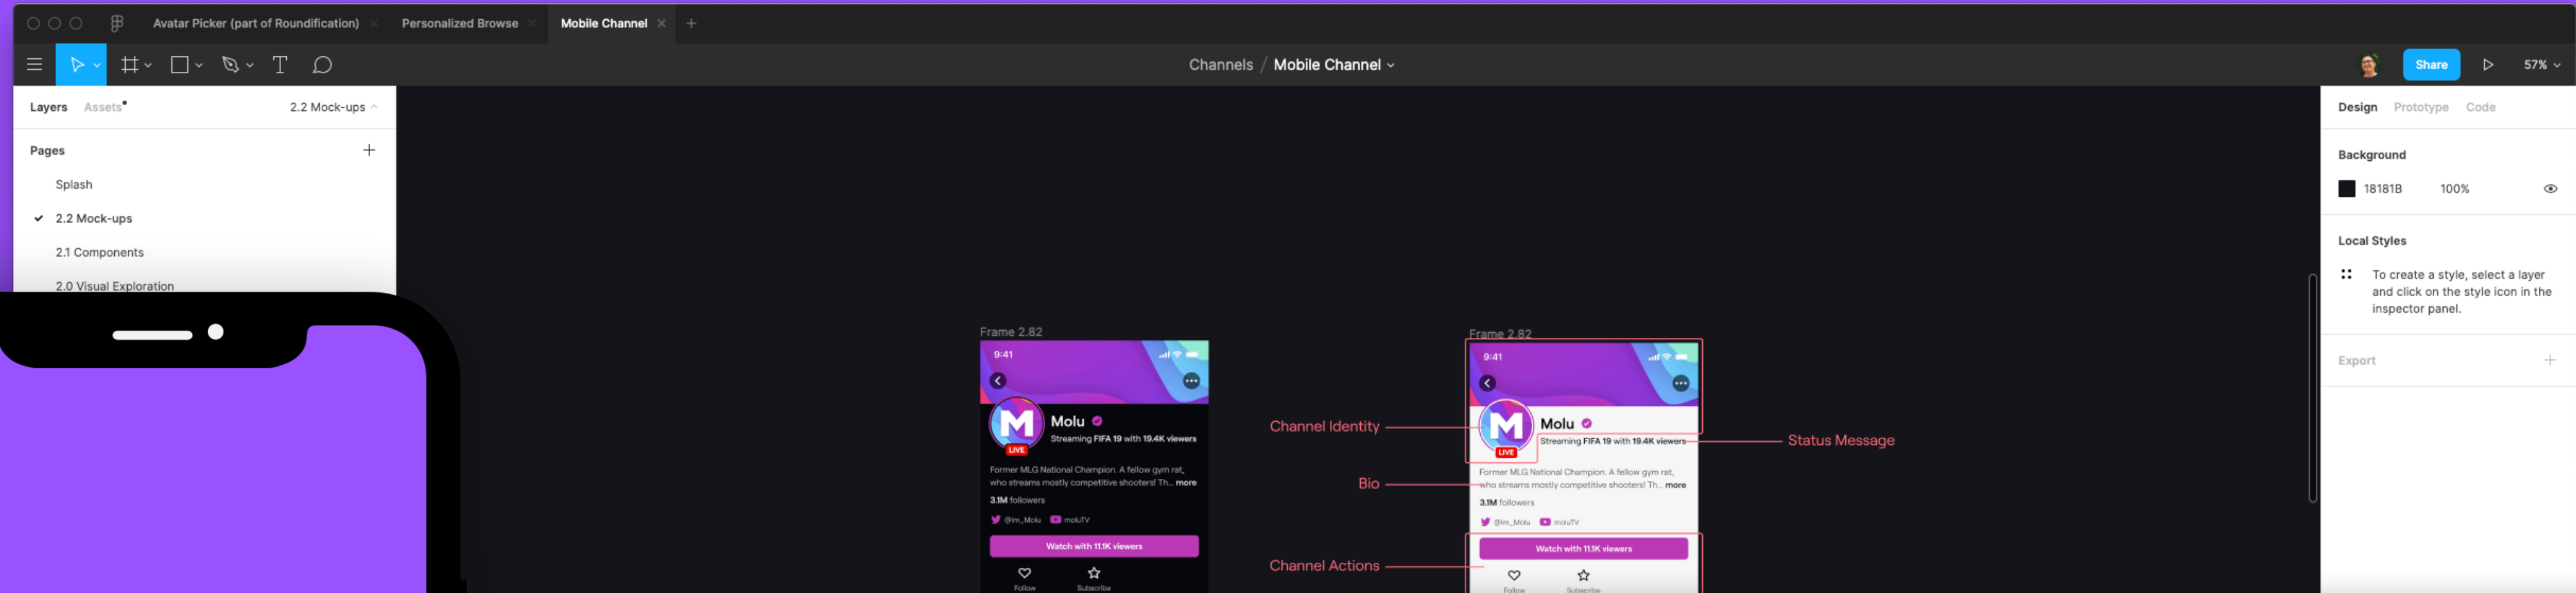 Avatar Picker (part of Roundification)
Personalized Browse
Mobile Channel
Channels / Mobile Channel
Share
57%
Layers
Assets
2.2 Mock-ups
Pages
Splash
2.2 Mock-ups
2.1 Components
2.0 Visual Exploration
Frame 2.82
9:41
M
Molu
Streaming FIFA 19 with 19.4K viewers
LIVE
Former MLG National Champion. A fellow gym rat,
who streams mostly competitive shooters! Th... more
3.1M followers
@Im_Molu moluTV
Watch with 11.1K viewers
Follow Subscribe
Channel Identity
Bio
Channel Actions
Frame 2.82
9:41
M
Molu
Streaming FIFA 19 with 19.4K viewers
LIVE
Former MLG National Champion. A fellow gym rat,
who streams mostly competitive shooters! Th... more
3.1M followers
@Im_Molu moluTV
Watch with 11.1K viewers
Follow Subscribe
Status Message
Design
Prototype
Code
Background
18181B 100%
Local Styles
To create a style, select a layer
and click on the style icon in the
inspector panel.
Export